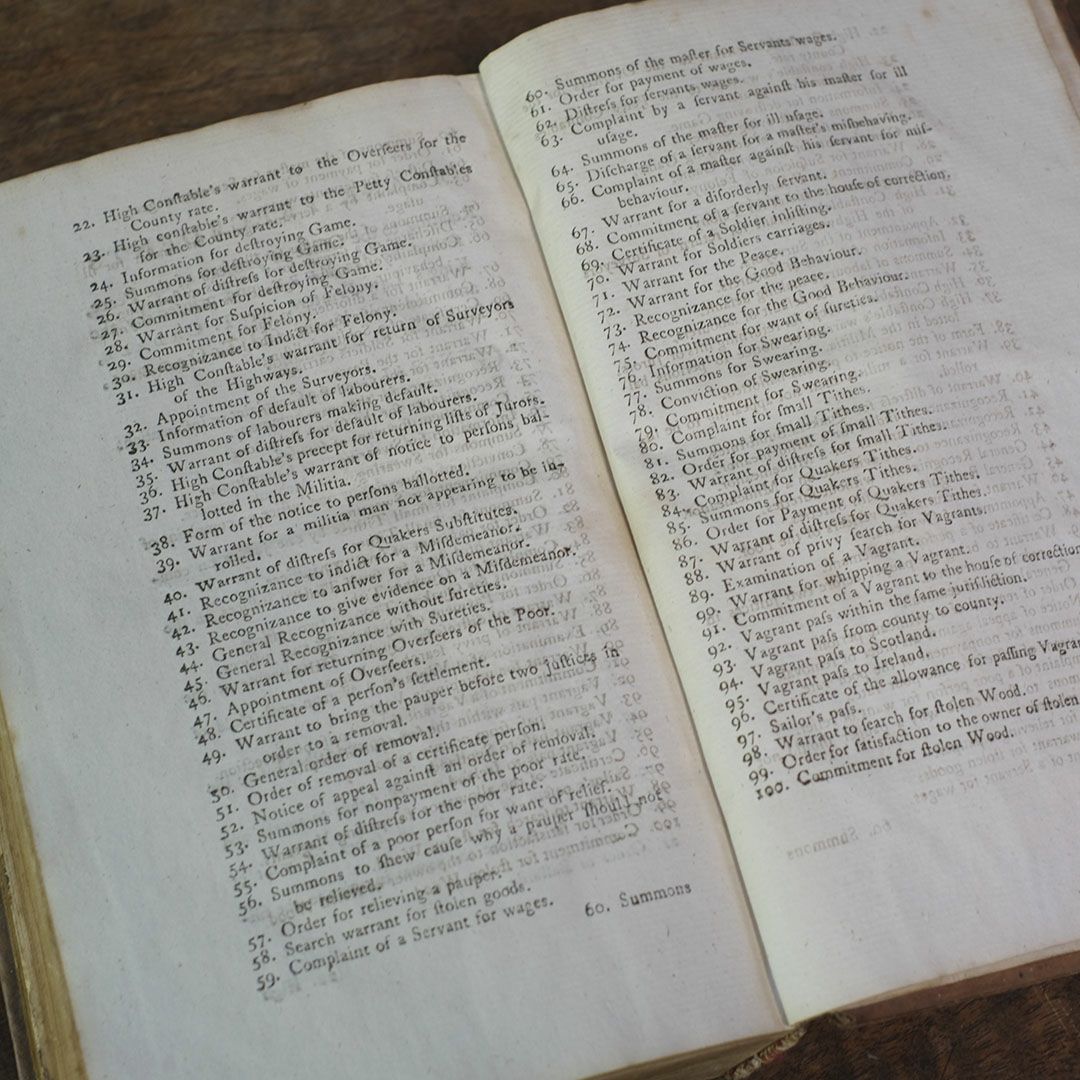 22. High Conſtable's warrant to the Overſeers for the
County rate.
23. High conſtable's warrant to the Petty Conſtables
for the County rate.
24. Information for deſtroying Game.
25. Summons for deſtroying Game.
26. Warrant of diſtreſs for deſtroying Game.
27. Commitment for deſtroying Game.
28. Warrant for Suſpicion of Felony.
29. Commitment for Felony.
30. Recognizance to Indict for Felony.
31. High Conſtable's warrant for return of Surveyors
of the Highways.
32. Appointment of the Surveyors.
33. Information of default of labourers.
34. Summons of labourers making default.
35. Warrant of diſtreſs for default of labourers.
36. High Conſtable's precept for returning liſts of Jurors.
37. High Conſtable's warrant of notice to perſons bal-
lotted in the Militia.
38. Form of the notice to perſons ballotted.
39. Warrant for a militia man not appearing to be in-
rolled.
40. Warrant of diſtreſs for Quakers Subſtitutes.
41. Recognizance to indict for a Miſdemeanor.
42. Recognizance to anſwer for a Miſdemeanor.
43. Recognizance to give evidence on a Miſdemeanor.
44. General Recognizance without ſureties.
45. General Recognizance with Sureties.
46. Warrant for returning Overſeers of the Poor.
47. Appointment of Overſeers.
48. Certificate of a perſon's ſettlement.
49. Warrant to bring the pauper before two juſtices in
order to a removal.
50. General order of removal.
51. Order of removal of a certificate perſon.
52. Notice of appeal againſt an order of removal.
53. Summons for nonpayment of the poor rate.
54. Warrant of diſtreſs for the poor rate.
55. Complaint of a poor perſon for want of relief.
56. Summons to ſhew cauſe why a pauper ſhould not
be relieved.
57. Order for relieving a pauper.
58. Search warrant for ſtolen goods.
59. Complaint of a Servant for wages.
60. Summons
60. Summons of the maſter for Servants wages.
61. Order for payment of wages.
62. Diſtreſs for ſervants wages.
63. Complaint by a ſervant againſt his maſter for ill
uſage.
64. Summons of the maſter for ill uſage.
65. Diſcharge of a ſervant for a maſter's miſbehaving.
66. Complaint of a maſter againſt his ſervant for miſ-
behaviour.
67. Warrant for a diſorderly ſervant.
68. Commitment of a ſervant to the houſe of correction.
69. Certificate of a Soldier inliſting.
70. Warrant for Soldiers carriages.
71. Warrant for the Peace.
72. Warrant for the Good Behaviour.
73. Recognizance for the peace.
74. Recognizance for the Good Behaviour.
75. Commitment for want of ſureties.
76. Information for Swearing.
77. Summons for Swearing.
78. Conviction of Swearing.
79. Commitment for Swearing.
80. Complaint for ſmall Tithes.
81. Summons for ſmall Tithes.
82. Order for payment of ſmall Tithes.
83. Warrant of diſtreſs for ſmall Tithes.
84. Complaint for Quakers Tithes.
85. Summons for Quakers Tithes.
86. Order for Payment of Quakers Tithes.
87. Warrant of diſtreſs for Quakers Tithes.
88. Warrant of privy ſearch for Vagrants.
89. Examination of a Vagrant.
90. Warrant for whipping a Vagrant.
91. Commitment of a Vagrant to the houſe of correction
92. Vagrant paſs within the ſame juriſdiction.
93. Vagrant paſs from county to county.
94. Vagrant paſs to Scotland.
95. Vagrant paſs to Ireland.
96. Certificate of the allowance for paſſing Vagran
97. Sailor's paſs.
98. Warrant to ſearch for ſtolen Wood.
99. Order for ſatisfaction to the owner of ſtolen
100. Commitment for ſtolen Wood.